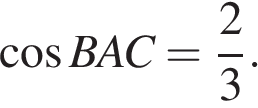 cos BAC = 2/3.